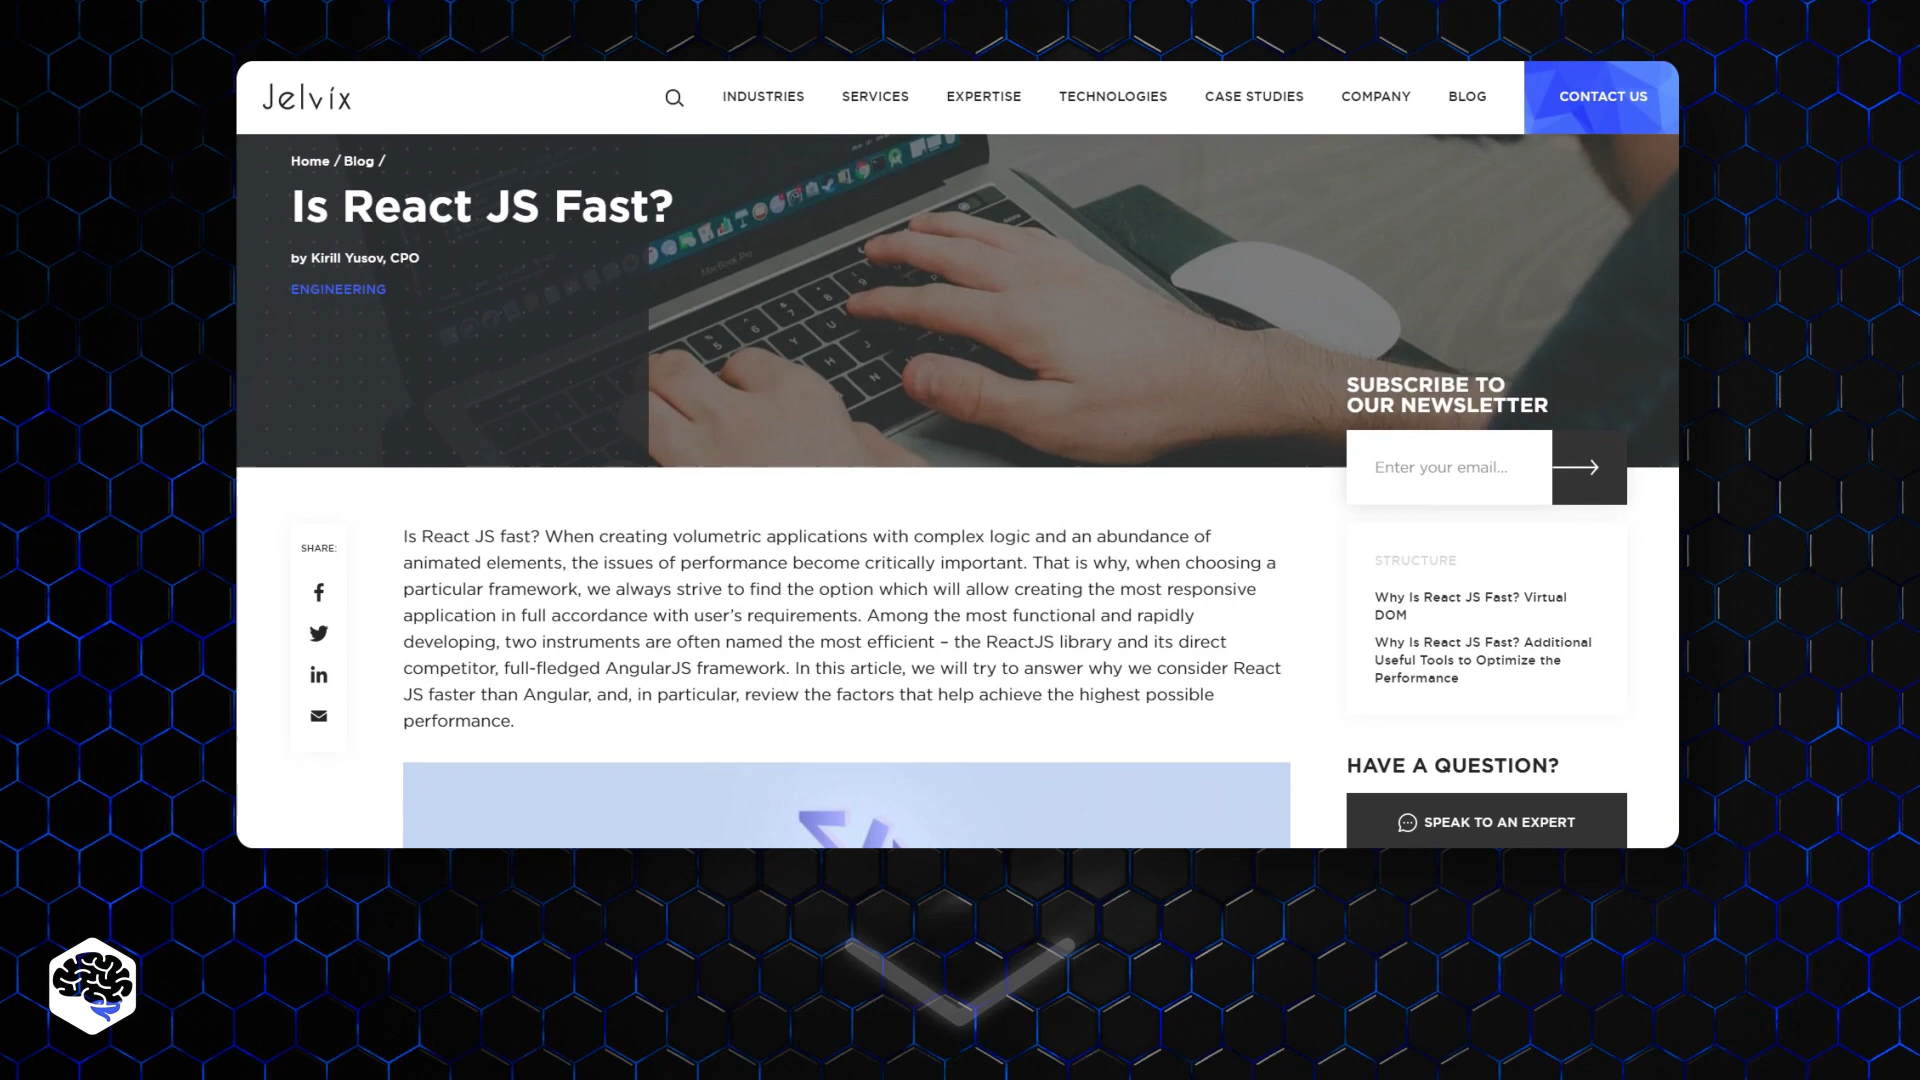 Jelvix
INDUSTRIES
SERVICES
EXPERTISE
TECHNOLOGIES
CASE STUDIES
COMPANY
BLOG
CONTACT US
Home / Blog /
Is React JS Fast?
by Kirill Yusov, CPO
ENGINEERING
MacBook Pro
SUBSCRIBE TO
OUR NEWSLETTER
Enter your email...
SHARE:
Is React JS fast? When creating volumetric applications with complex logic and an abundance of
animated elements, the issues of performance become critically important. That is why, when choosing a
particular framework, we always strive to find the option which will allow creating the most responsive
application in full accordance with user’s requirements. Among the most functional and rapidly
developing, two instruments are often named the most efficient – the ReactJS library and its direct
competitor, full-fledged AngularJS framework. In this article, we will try to answer why we consider React
JS faster than Angular, and, in particular, review the factors that help achieve the highest possible
performance.
STRUCTURE
Why Is React JS Fast? Virtual
DOM
Why Is React JS Fast? Additional
Useful Tools to Optimize the
Performance
HAVE A QUESTION?
SPEAK TO AN EXPERT